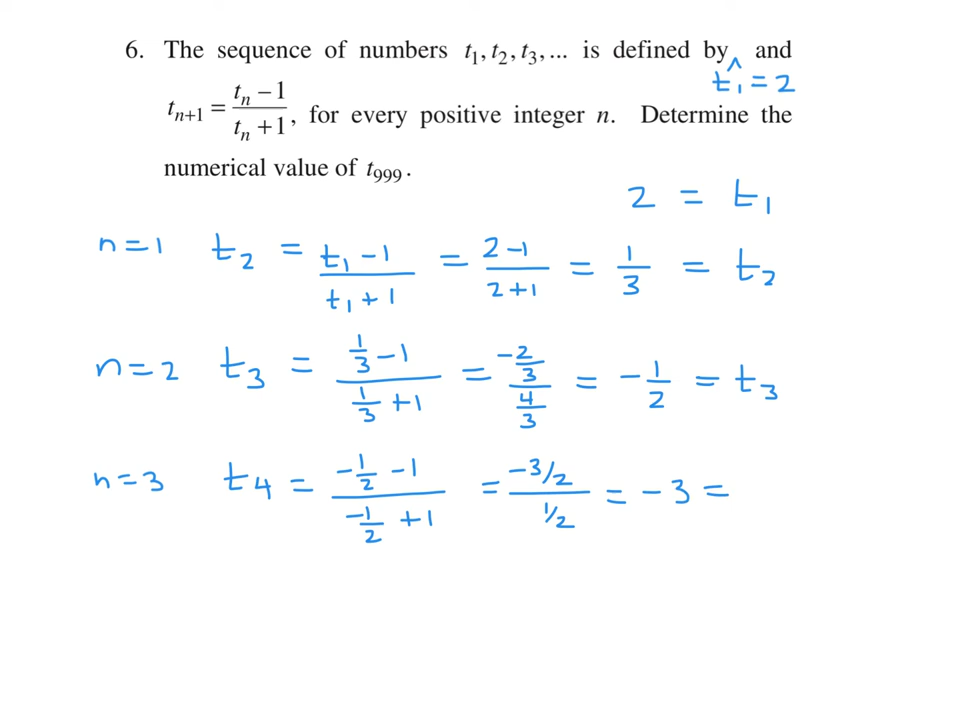 6. The sequence of numbers t₁, t₂, t₃, ... is defined by ^ and
t₁ = 2
tₙ₊₁ = (tₙ − 1)/(tₙ + 1), for every positive integer n. Determine the
numerical value of t₉₉₉.
2 = t₁
n = 1 t₂ = (t₁ − 1)/(t₁ + 1) = (2 − 1)/(2 + 1) = 1/3 = t₂
n = 2 t₃ = (1/3 − 1)/(1/3 + 1) = (−2/3)/(4/3) = −1/2 = t₃
n = 3 t₄ = (−1/2 − 1)/(−1/2 + 1) = (−3/2)/(1/2) = −3 =